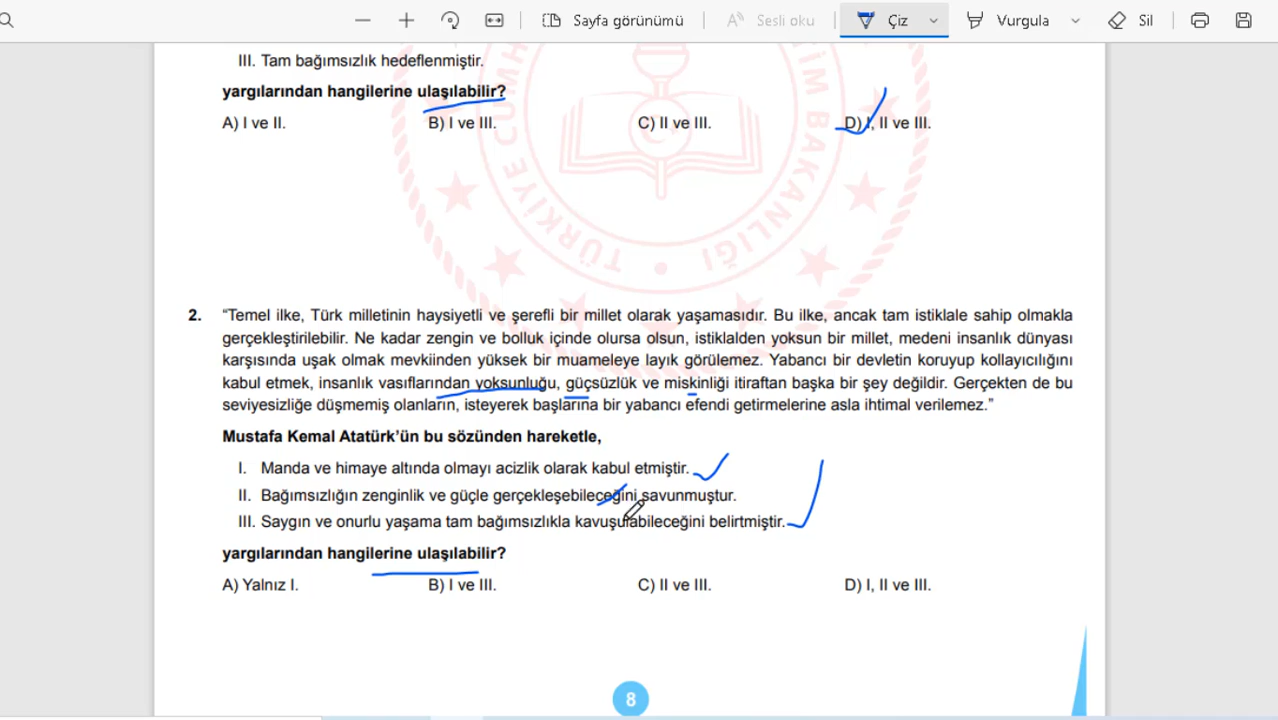 Sayfa görünümü
Sesli oku
Çiz
Vurgula
Sil
III. Tam bağımsızlık hedeflenmiştir.
yargılarından hangilerine ulaşılabilir?
A) I ve II. B) I ve III. C) II ve III. D) I, II ve III.
TÜRKİYE CUMH
İM BAKANLIĞI
2. “Temel ilke, Türk milletinin haysiyetli ve şerefli bir millet olarak yaşamasıdır. Bu ilke, ancak tam istiklale sahip olmakla
gerçekleştirilebilir. Ne kadar zengin ve bolluk içinde olursa olsun, istiklalden yoksun bir millet, medeni insanlık dünyası
karşısında uşak olmak mevkiinden yüksek bir muameleye layık görülemez. Yabancı bir devletin koruyup kollayıcılığını
kabul etmek, insanlık vasıflarından yoksunluğu, güçsüzlük ve miskinliği itiraftan başka bir şey değildir. Gerçekten de bu
seviyesizliğe düşmemiş olanların, isteyerek başlarına bir yabancı efendi getirmelerine asla ihtimal verilemez.”
Mustafa Kemal Atatürk’ün bu sözünden hareketle,
I. Manda ve himaye altında olmayı acizlik olarak kabul etmiştir.
II. Bağımsızlığın zenginlik ve güçle gerçekleşebileceğini savunmuştur.
III. Saygın ve onurlu yaşama tam bağımsızlıkla kavuşulabileceğini belirtmiştir.
yargılarından hangilerine ulaşılabilir?
A) Yalnız I. B) I ve III. C) II ve III. D) I, II ve III.
8